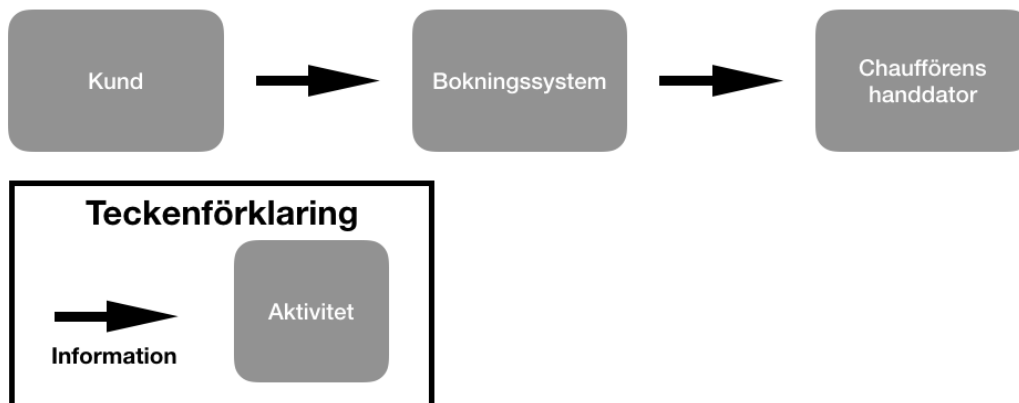 Kund
Bokningssystem
Chaufförens
handdator
Teckenförklaring
Aktivitet
Information